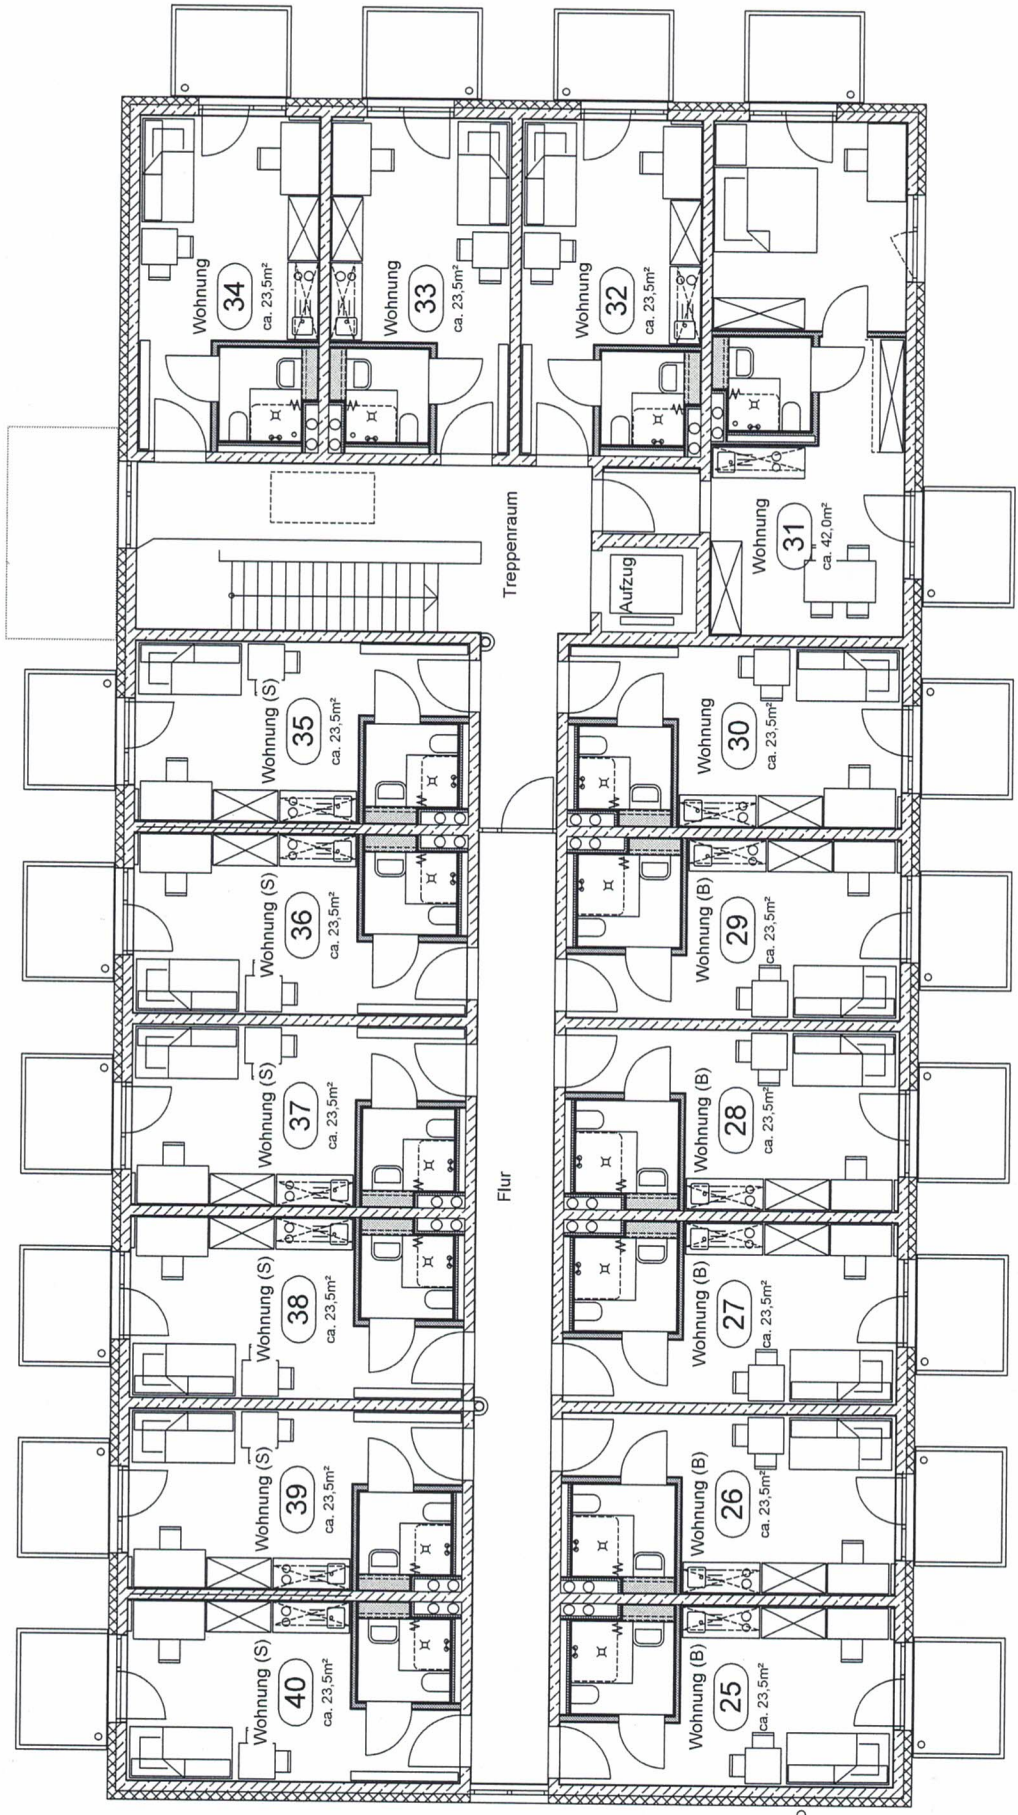 Wohnung
34
ca. 23,5m²
Wohnung
33
ca. 23,5m²
Wohnung
32
ca. 23,5m²
Wohnung
31
ca. 42,0m²
Treppenraum
Aufzug
Wohnung (S)
35
ca. 23,5m²
Wohnung
30
ca. 23,5m²
Wohnung (S)
36
ca. 23,5m²
Wohnung (B)
29
ca. 23,5m²
Wohnung (S)
37
ca. 23,5m²
Wohnung (B)
28
ca. 23,5m²
Flur
Wohnung (S)
38
ca. 23,5m²
Wohnung (B)
27
ca. 23,5m²
Wohnung (S)
39
ca. 23,5m²
Wohnung (B)
26
ca. 23,5m²
Wohnung (S)
40
ca. 23,5m²
Wohnung (B)
25
ca. 23,5m²